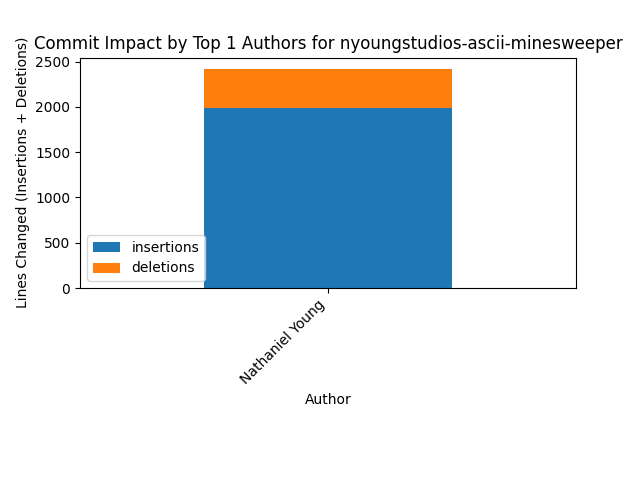 Commit Impact by Top 1 Authors for nyoungstudios-ascii-minesweeper
Lines Changed (Insertions + Deletions)
2500
2000
1500
1000
500
0
insertions
deletions
Nathaniel Young
Author